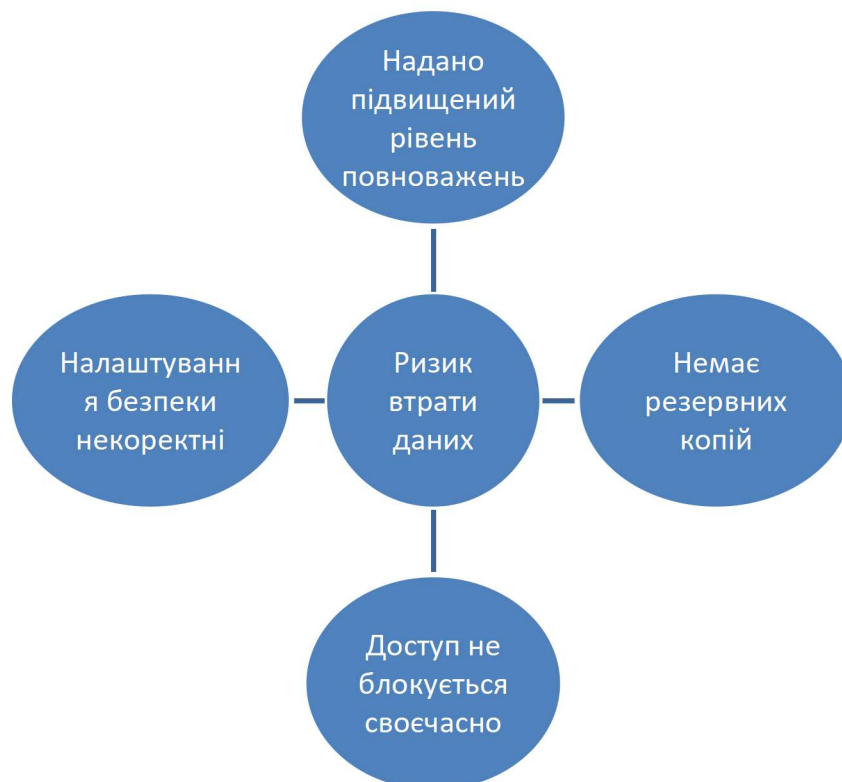 Надано
підвищений
рівень
повноважень
Налаштуванн
я безпеки
некоректні
Ризик
втрати
даних
Немає
резервних
копій
Доступ не
блокується
своєчасно